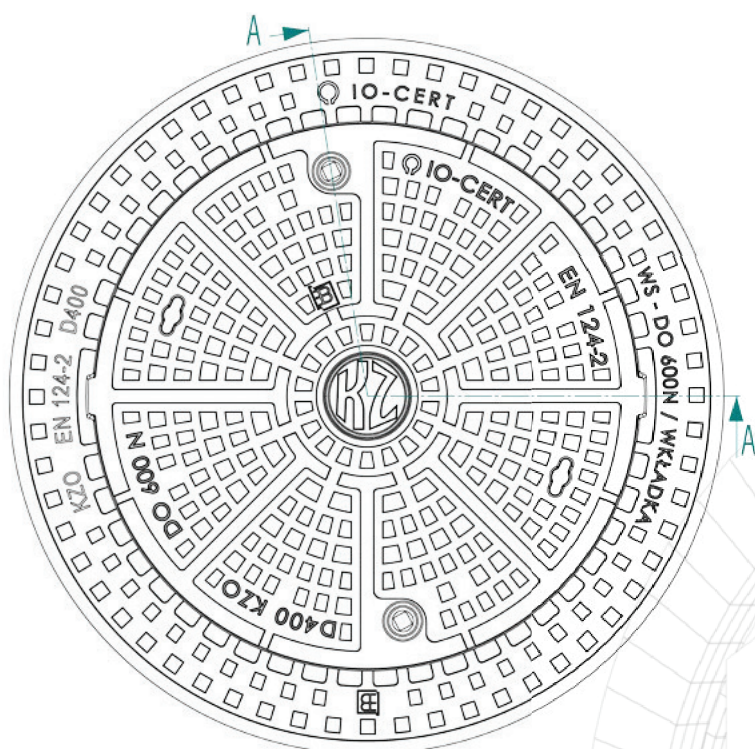 A
IO-CERT
IO-CERT
EN 124-2
WS - DO 600N / WKŁADKA
KZO EN 124-2 D400
KZ
A
DO 600 N
D400 KZO